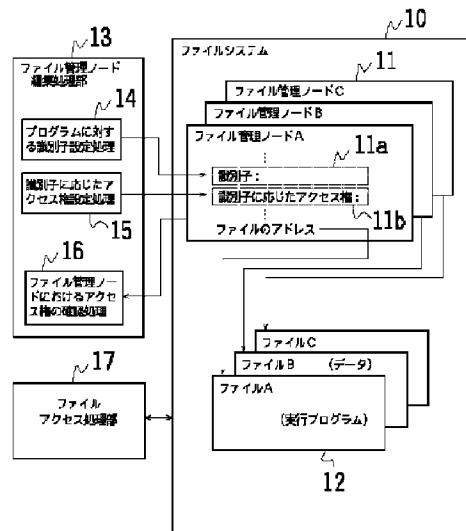 10
13
ファイル管理ノード
編集処理部
14
プログラムに対す
る識別子設定処理
識別子に応じたアク
セス権設定処理
15
16
ファイル管理ノー
ドにおけるアクセ
ス権の確認処理
17
ファイル
アクセス処理部
ファイルシステム
11
ファイル管理ノードC
ファイル管理ノードB
ファイル管理ノードA
11a
識別子:
識別子に応じたアクセス権:
11b
ファイルのアドレス
ファイルC
ファイルB (データ)
ファイルA
(実行プログラム)
12